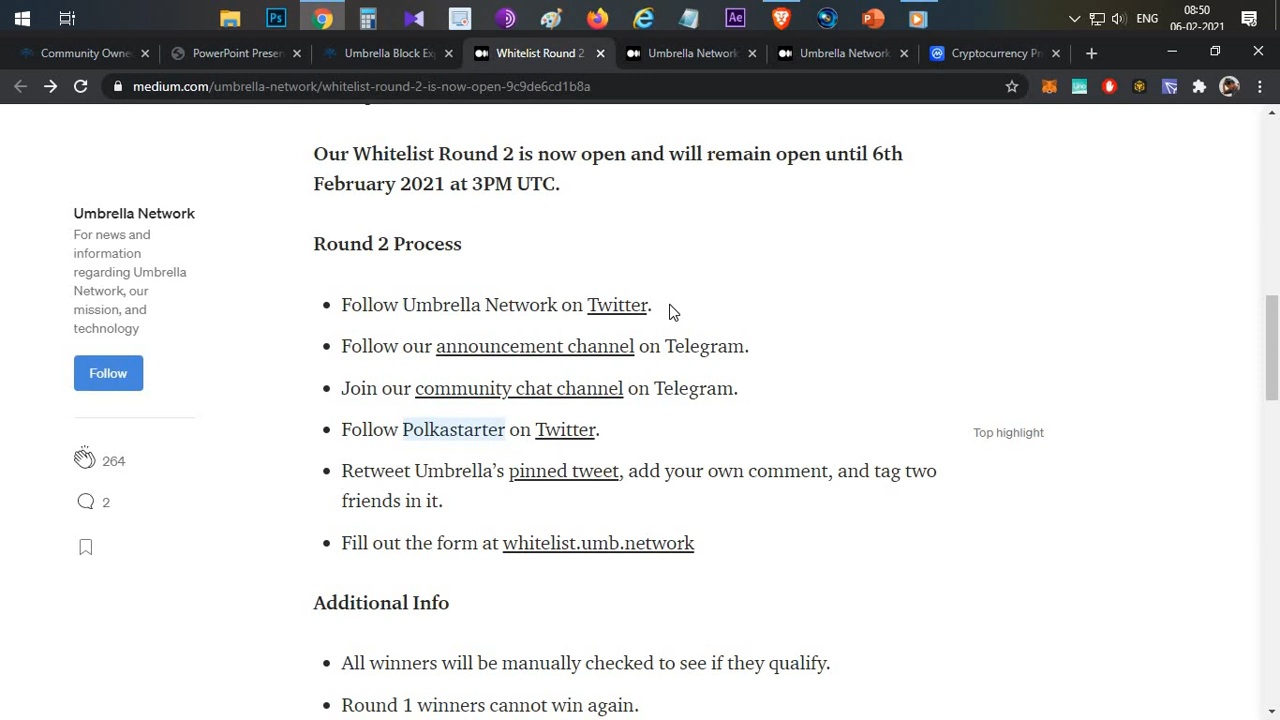 Ps
Ae
ENG
08:50
06-02-2021
Community Owne
PowerPoint Presen
Umbrella Block Exp
Whitelist Round 2
Umbrella Network
Umbrella Network
Cryptocurrency Pr
medium.com/umbrella-network/whitelist-round-2-is-now-open-9c9de6cd1b8a
Our Whitelist Round 2 is now open and will remain open until 6th
February 2021 at 3PM UTC.
Umbrella Network
For news and
information
regarding Umbrella
Network, our
mission, and
technology
Follow
264
2
Round 2 Process
Follow Umbrella Network on Twitter.
Follow our announcement channel on Telegram.
Join our community chat channel on Telegram.
Follow Polkastarter on Twitter.
Top highlight
Retweet Umbrella’s pinned tweet, add your own comment, and tag two
friends in it.
Fill out the form at whitelist.umb.network
Additional Info
All winners will be manually checked to see if they qualify.
Round 1 winners cannot win again.